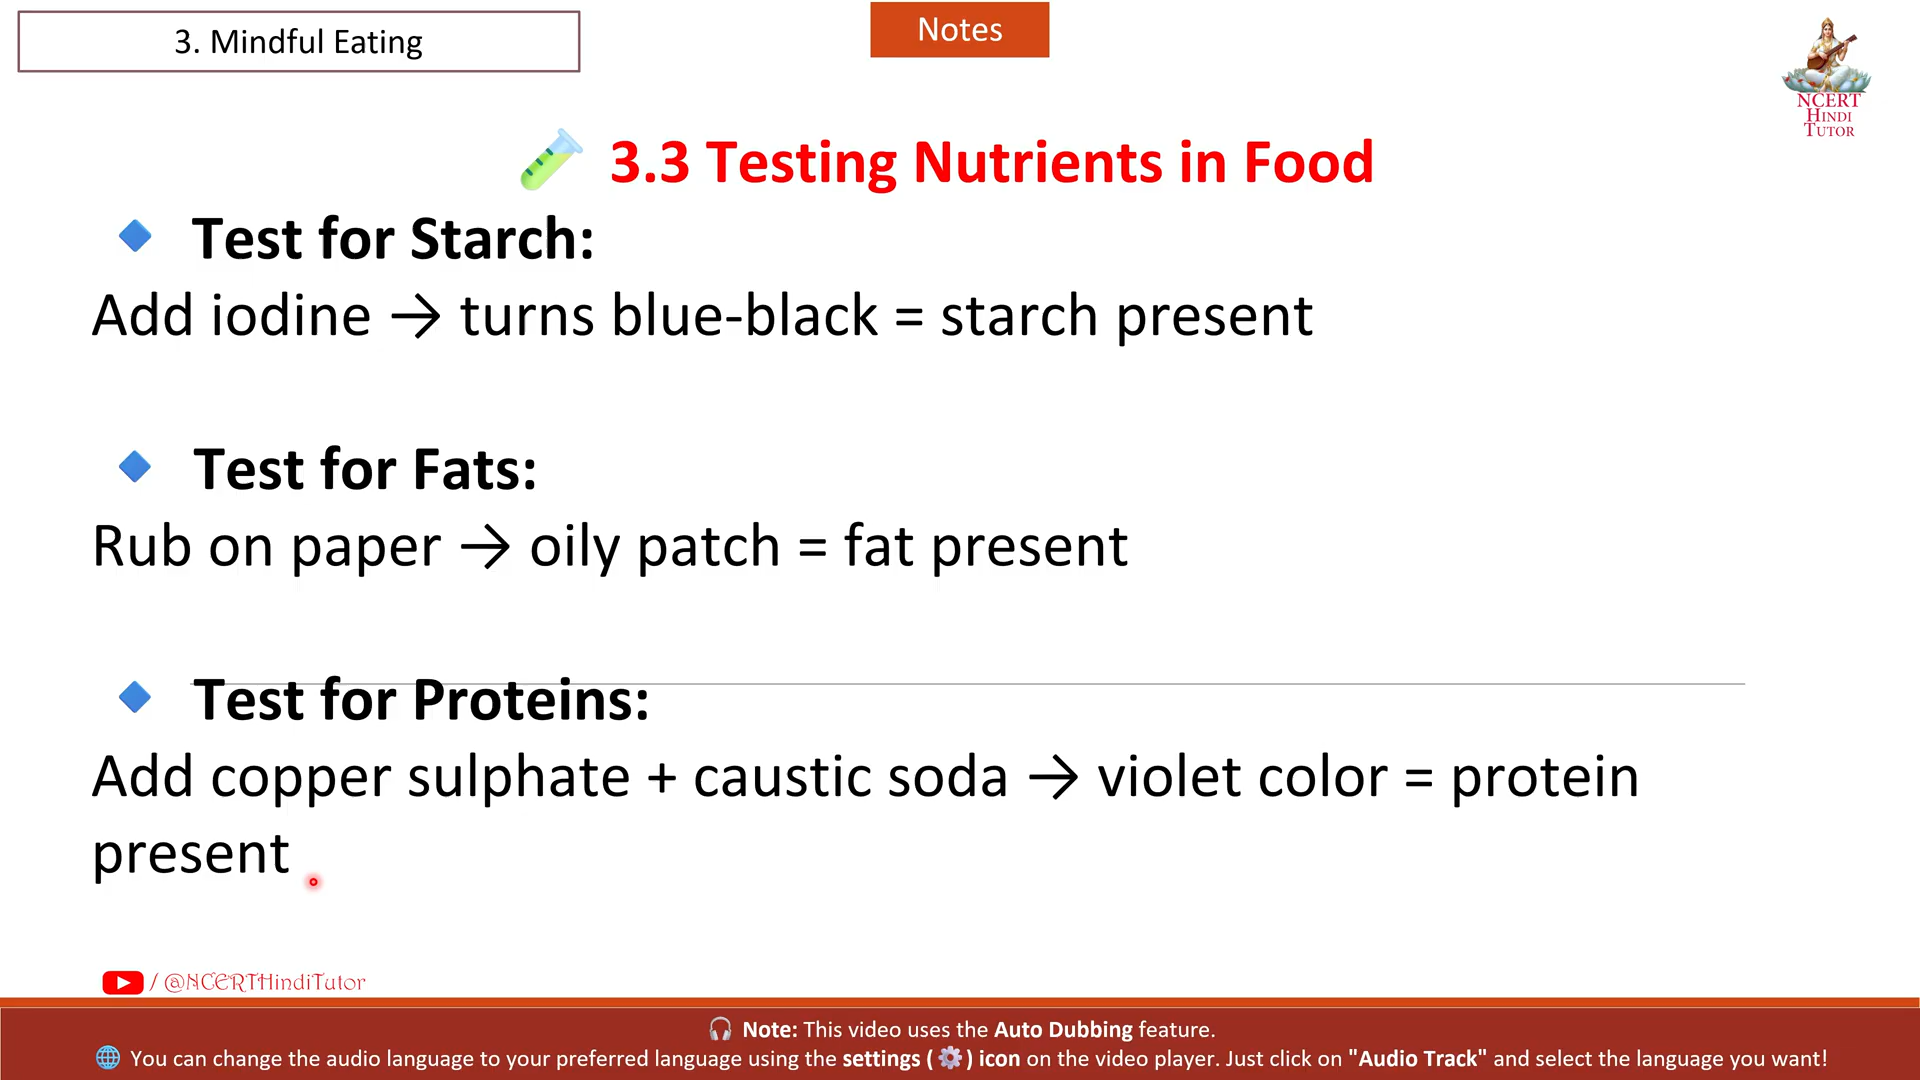 3. Mindful Eating
Notes
NCERT
HINDI
TUTOR
3.3 Testing Nutrients in Food
Test for Starch:
Add iodine → turns blue-black = starch present
Test for Fats:
Rub on paper → oily patch = fat present
Test for Proteins:
Add copper sulphate + caustic soda → violet color = protein
present
/ @NCERTHindiTutor
Note: This video uses the Auto Dubbing feature.
You can change the audio language to your preferred language using the settings ( ) icon on the video player. Just click on "Audio Track" and select the language you want!